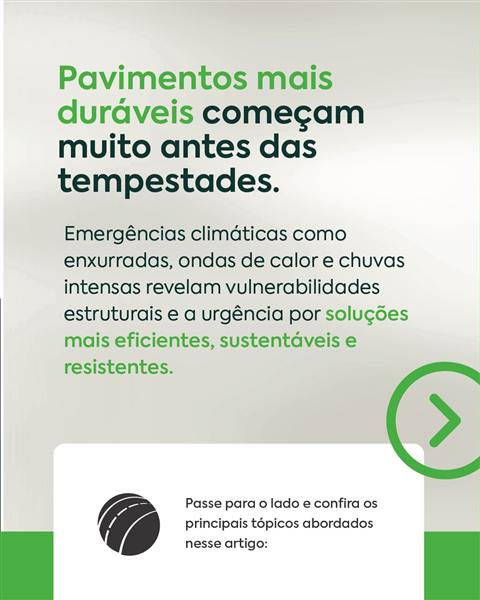 Pavimentos mais
duráveis começam
muito antes das
tempestades.
Emergências climáticas como
enxurradas, ondas de calor e chuvas
intensas revelam vulnerabilidades
estruturais e a urgência por soluções
mais eficientes, sustentáveis e
resistentes.
Passe para o lado e confira os
principais tópicos abordados
nesse artigo: